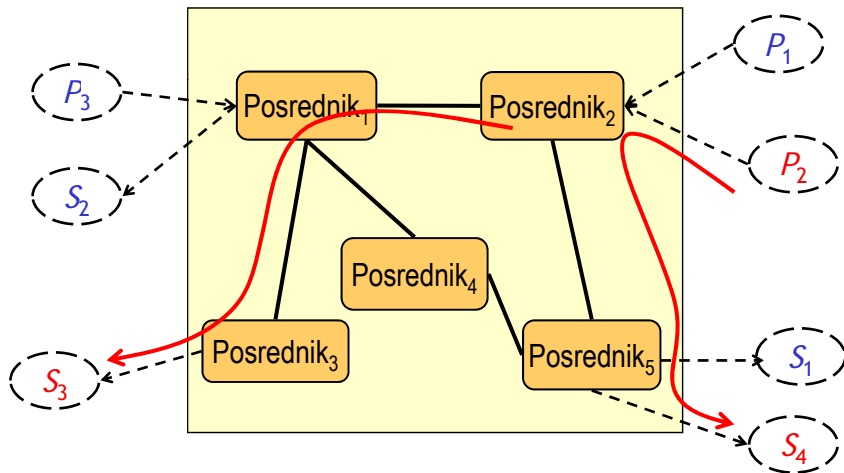 P₁
P₃
Posrednik₁
Posrednik₂
P₂
S₂
Posrednik₄
Posrednik₃
Posrednik₅
S₁
S₃
S₄